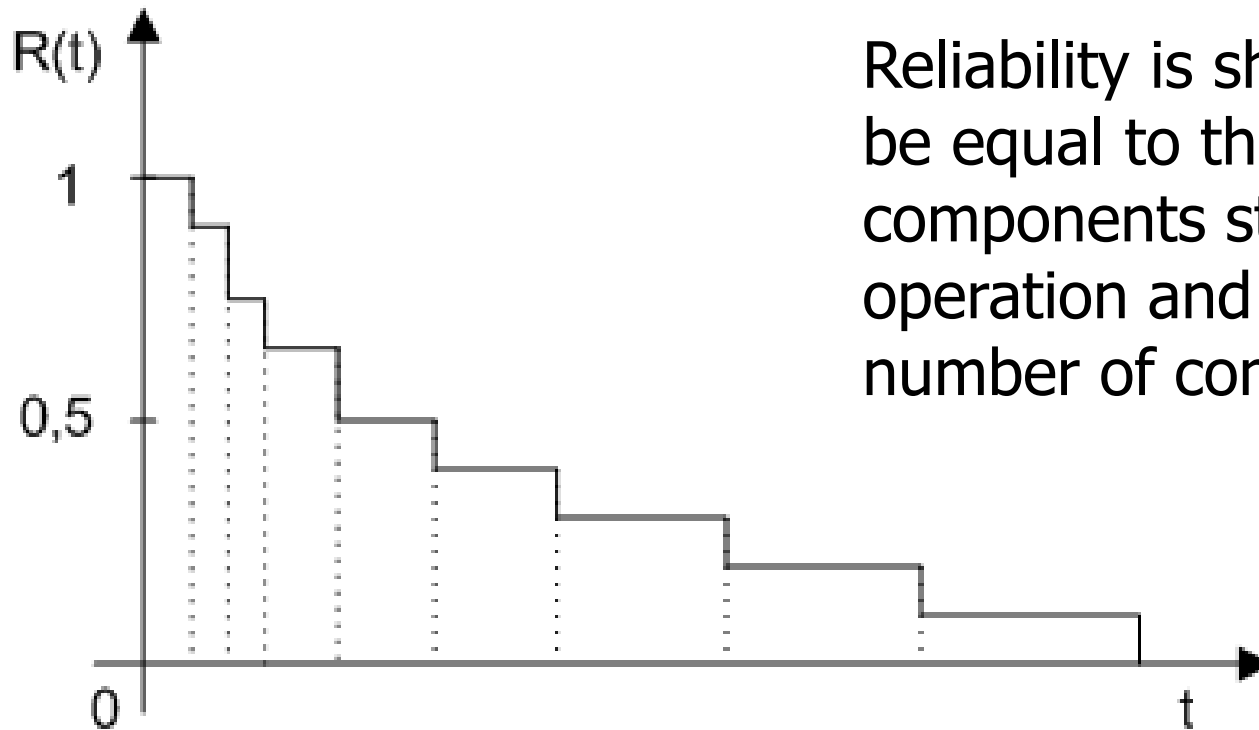 R(t)
1
0,5
0
t
Reliability is sh
be equal to th
components st
operation and
number of cor